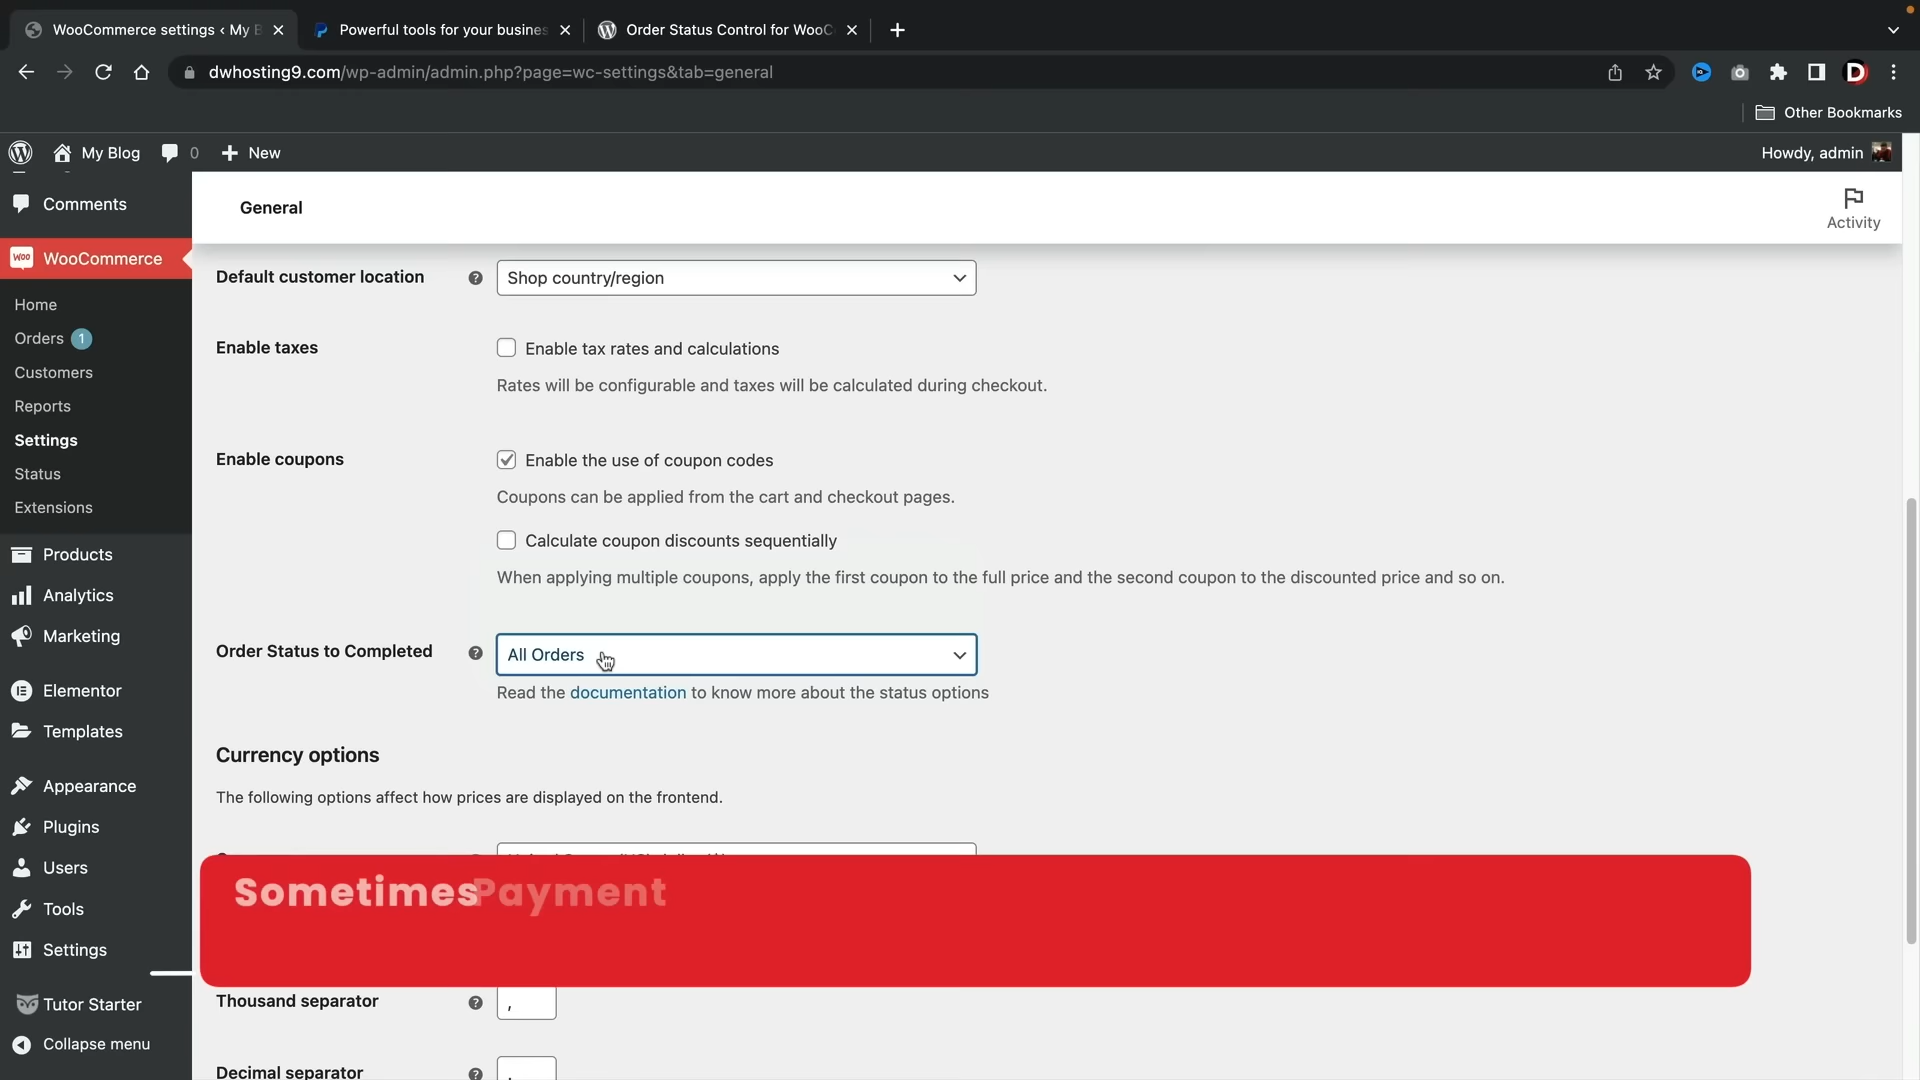 WooCommerce settings ‹ My B
Powerful tools for your busines
Order Status Control for WooC
dwhosting9.com/wp-admin/admin.php?page=wc-settings&tab=general
D
Other Bookmarks
My Blog
0
New
Howdy, admin
Comments
General
Activity
Woo WooCommerce
Home
Orders 1
Customers
Reports
Settings
Status
Extensions
Products
Analytics
Marketing
Elementor
Templates
Appearance
Plugins
Users
Tools
Settings
Tutor Starter
Collapse menu
Default customer location
Shop country/region
Enable taxes
Enable tax rates and calculations
Rates will be configurable and taxes will be calculated during checkout.
Enable coupons
Enable the use of coupon codes
Coupons can be applied from the cart and checkout pages.
Calculate coupon discounts sequentially
When applying multiple coupons, apply the first coupon to the full price and the second coupon to the discounted price and so on.
Order Status to Completed
All Orders
Read the documentation to know more about the status options
Currency options
The following options affect how prices are displayed on the frontend.
Sometimes Payment
Thousand separator
,
Decimal separator